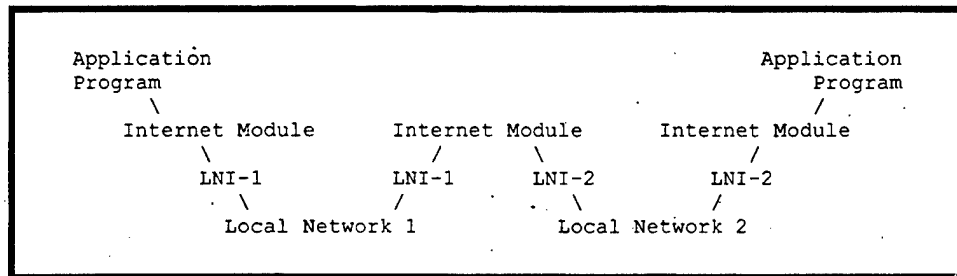 Application Application
Program Program
\ /
Internet Module Internet Module Internet Module
\ / \ /
LNI-1 LNI-1 LNI-2 LNI-2
\ / \ /
Local Network 1 Local Network 2